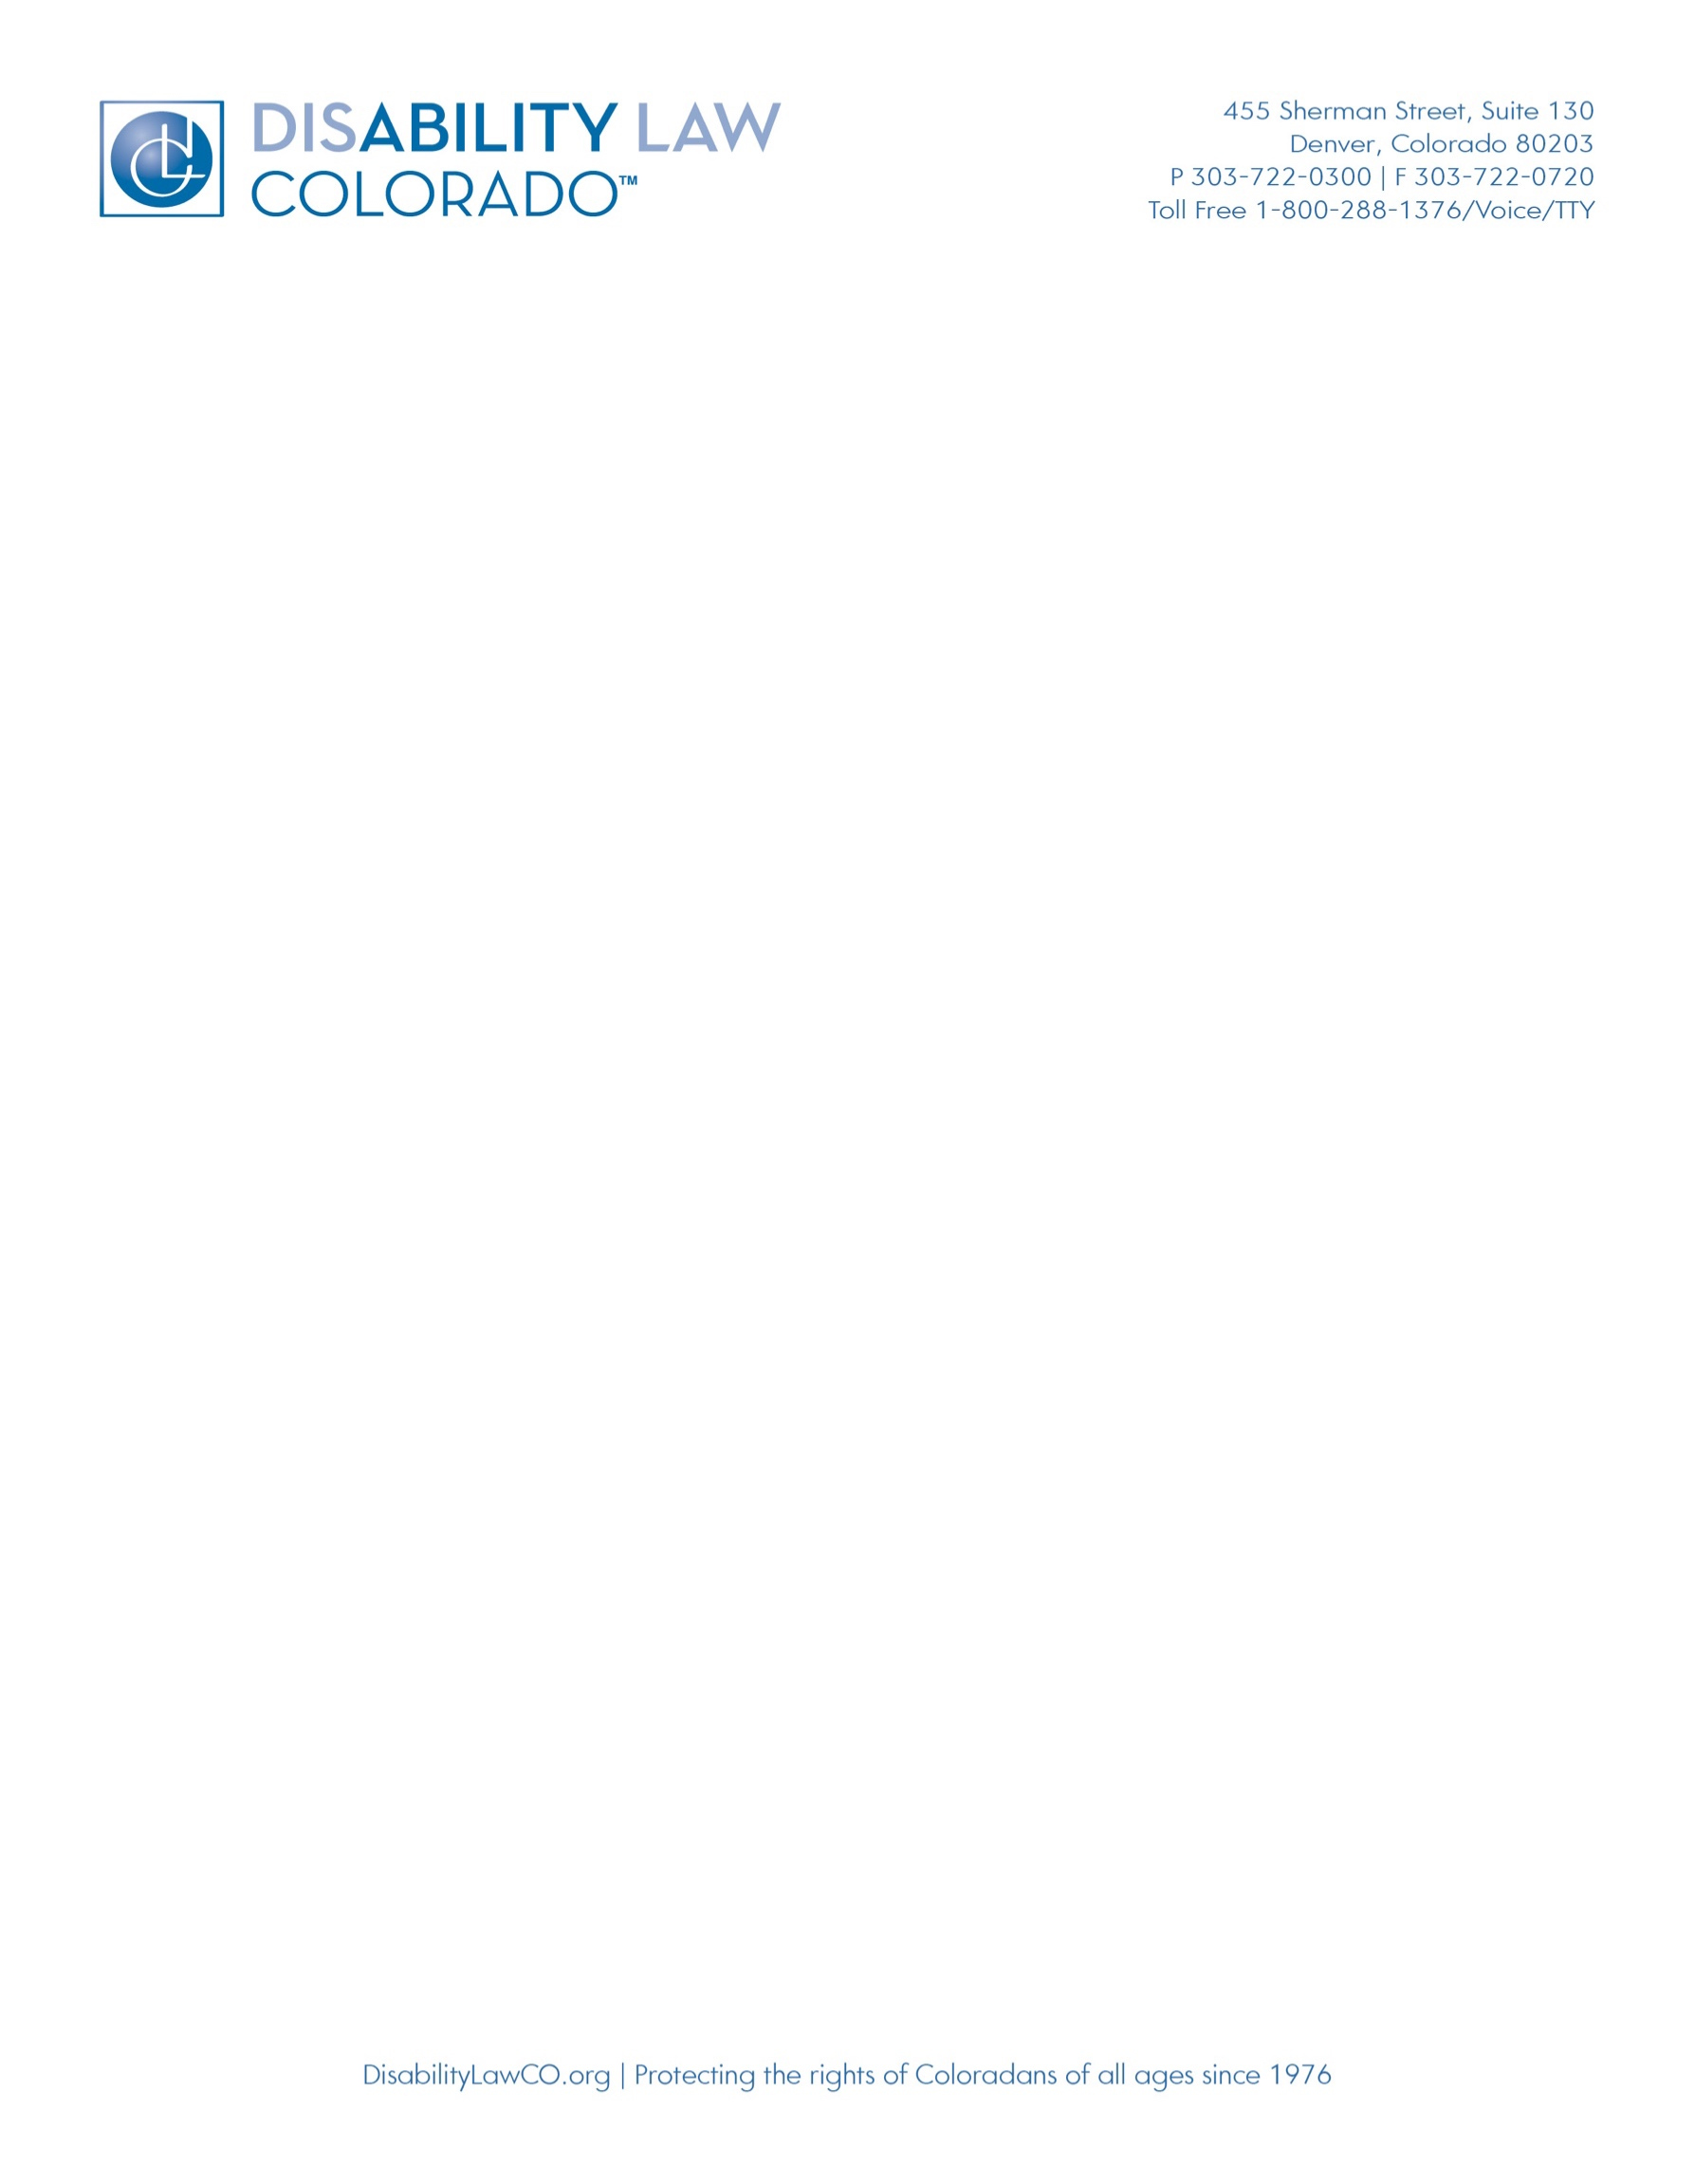 DISABILITY LAW
COLORADO™
455 Sherman Street, Suite 130
Denver, Colorado 80203
P 303-722-0300 | F 303-722-0720
Toll Free 1-800-288-1376/Voice/TTY
DisabilityLawCO.org | Protecting the rights of Coloradans of all ages since 1976